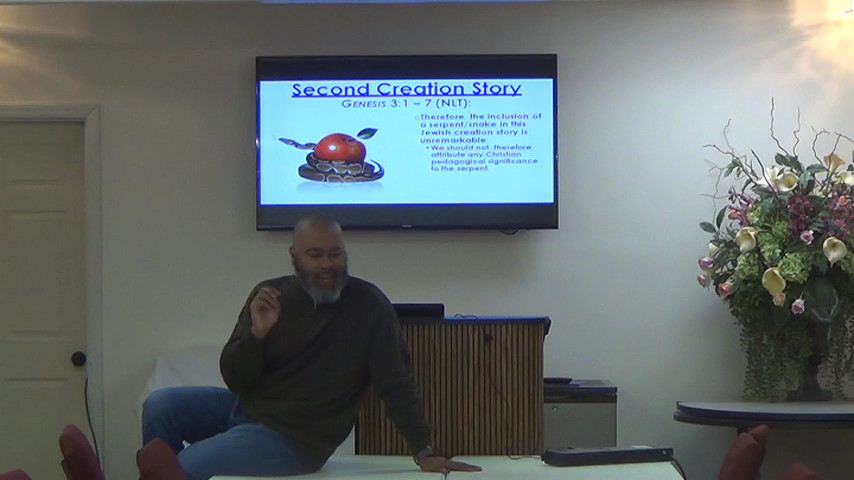 Second Creation Story
Genesis 3:1 – 7 (NLT):
Therefore, the inclusion of
a serpent/snake in this
Jewish creation story is
unremarkable.
• We should not, therefore,
attribute any Christian
pedagogical significance
to the serpent.